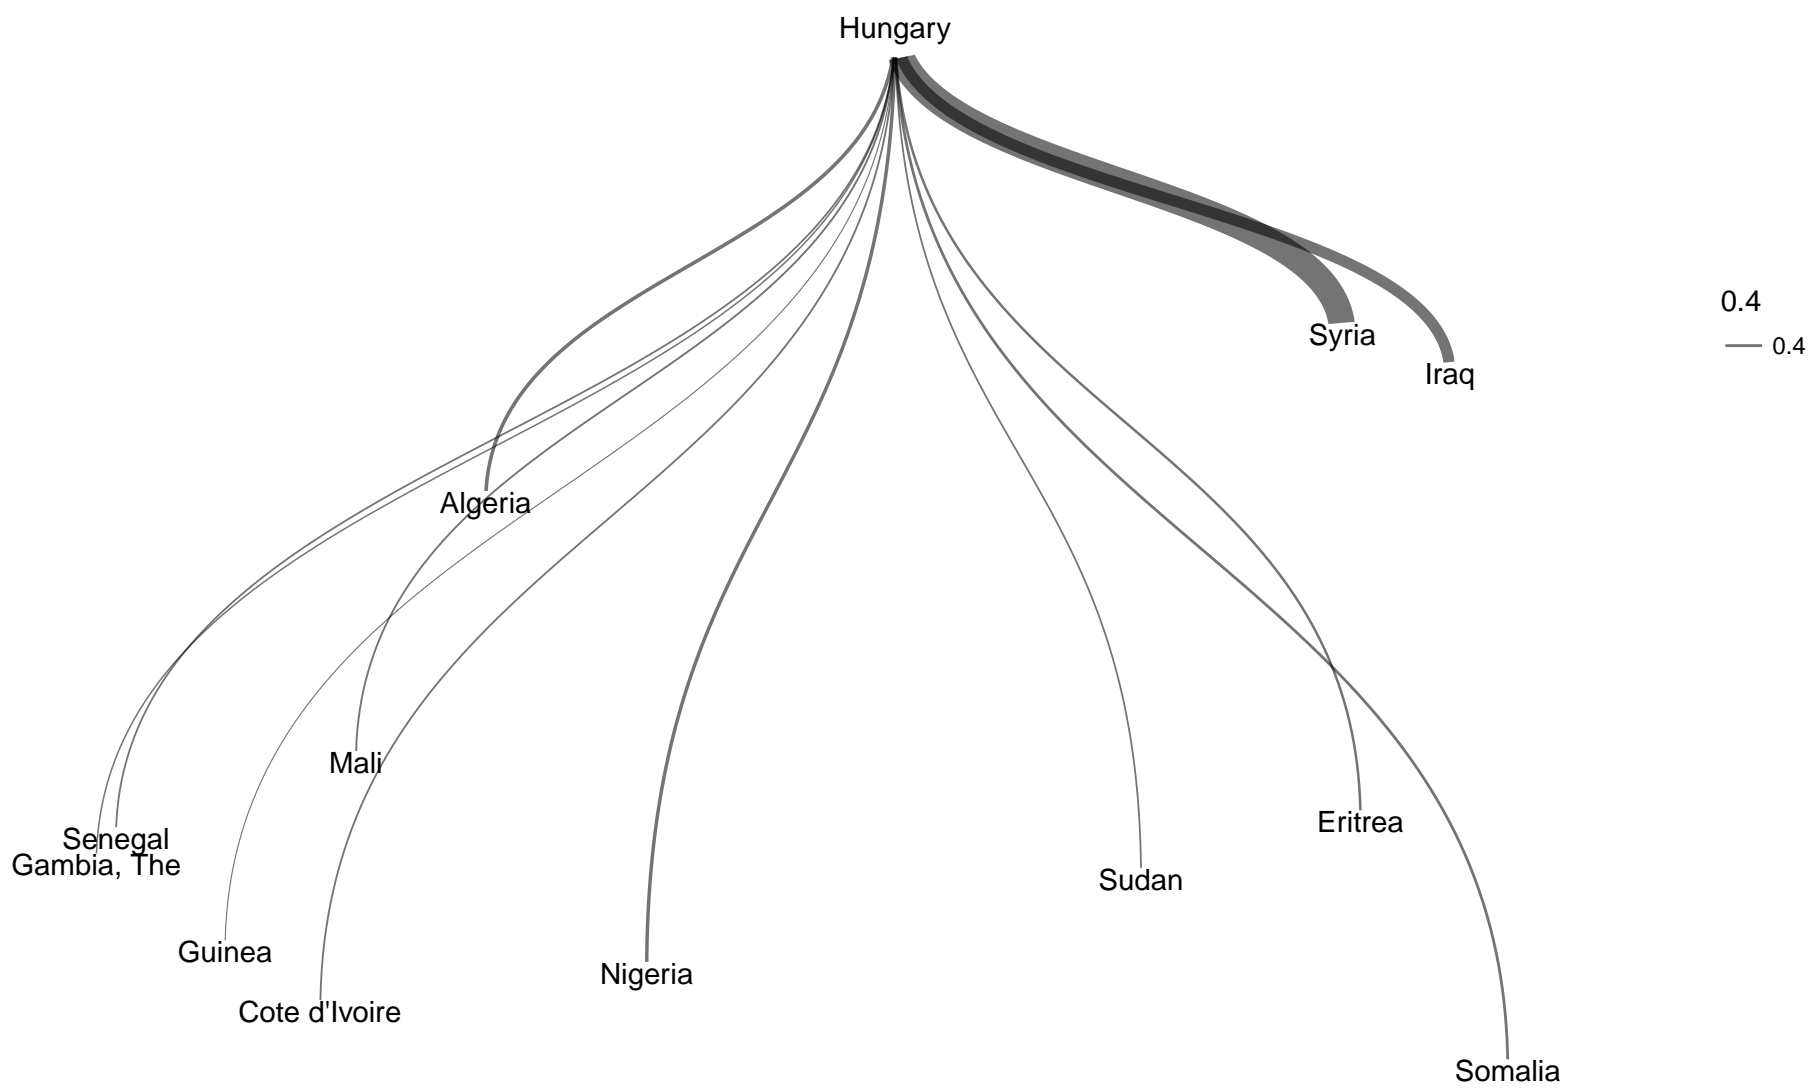 Hungary
0.4
Syria
0.4
Iraq
Algeria
Mali
Eritrea
Senegal
Gambia, The
Sudan
Guinea
Nigeria
Cote d'Ivoire
Somalia